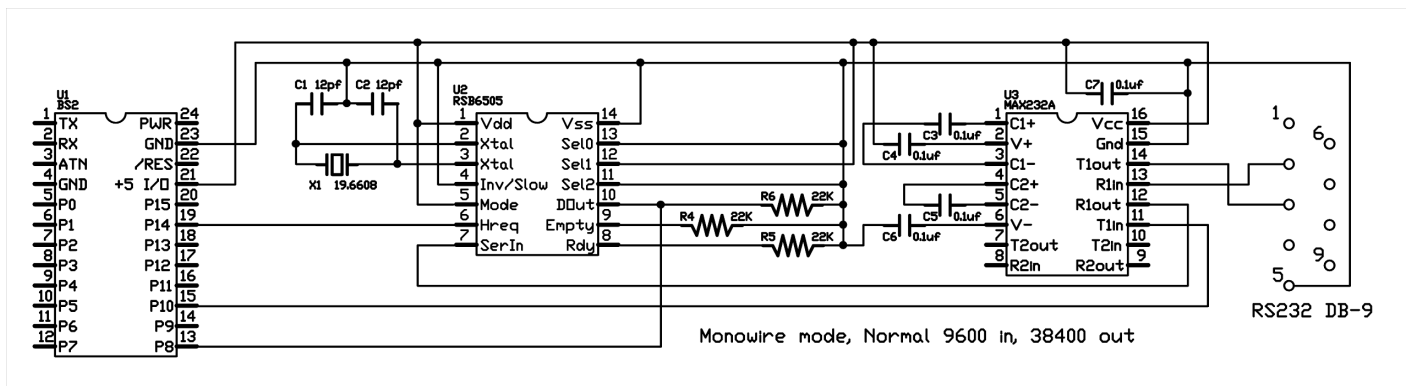 U1
BS2
1 TX PWR 24
2 RX GND 23
3 ATN /RES 22
4 GND +5 I/O 21
5 P0 P15 20
6 P1 P14 19
7 P2 P13 18
8 P3 P12 17
9 P4 P11 16
10 P5 P10 15
11 P6 P9 14
12 P7 P8 13
C1 12pf C2 12pf
X1 19.6608
U2
RSB6505
1 Vdd Vss 14
2 Xtal Sel0 13
3 Xtal Sel1 12
4 Inv/Slow Sel2 11
5 Mode DOut 10
6 Hreq Empty 9
7 SerIn Rdy 8
R6 22K
R4 22K
R5 22K
C7 0.1uf
C3 0.1uf
C4 0.1uf
C5 0.1uf
C6 0.1uf
U3
MAX232A
1 C1+ Vcc 16
2 V+ Gnd 15
3 C1- T1out 14
4 C2+ R1in 13
5 C2- R1out 12
6 V- T1in 11
7 T2out T2in 10
8 R2in R2out 9
1
6
9
5
RS232 DB-9
Monowire mode, Normal 9600 in, 38400 out